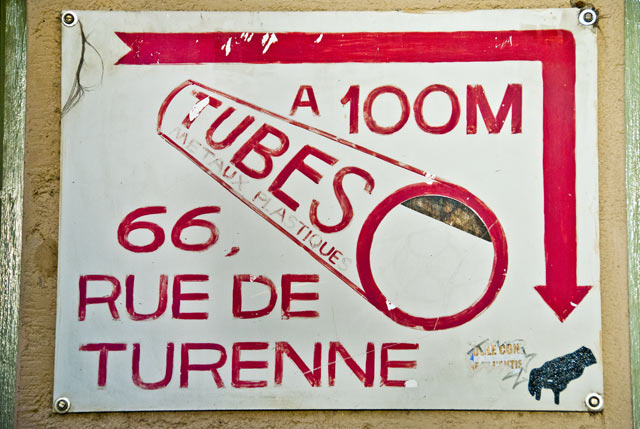 A 100M
TUBES
METAUX PLASTIQUES
66,
RUE DE
TURENNE